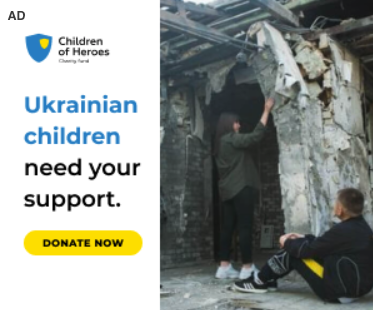 AD
Children
of Heroes
Charity Fund
Ukrainian
children
need your
support.
DONATE NOW